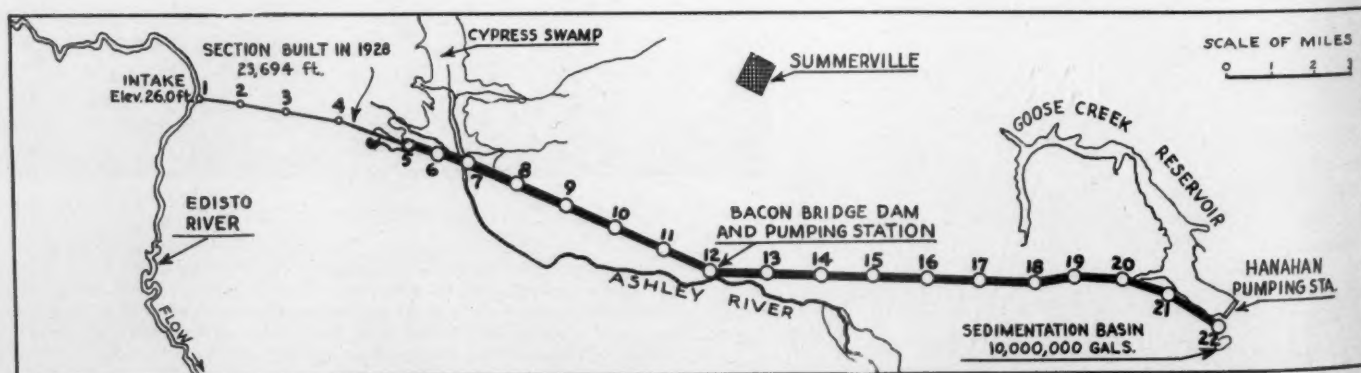 CYPRESS SWAMP
SECTION BUILT IN 1928
23,694 ft.
SUMMERVILLE
SCALE OF MILES
0 1 2 3
INTAKE
Elev. 26.0 ft.
1
2
3
4
5
6
7
8
9
10
11
12
13
14
15
16
17
18
19
20
21
22
GOOSE CREEK
RESERVOIR
EDISTO
RIVER
BACON BRIDGE DAM
AND PUMPING STATION
HANAHAN
PUMPING STA.
ASHLEY RIVER
FLOW
SEDIMENTATION BASIN
10,000,000 GALS.